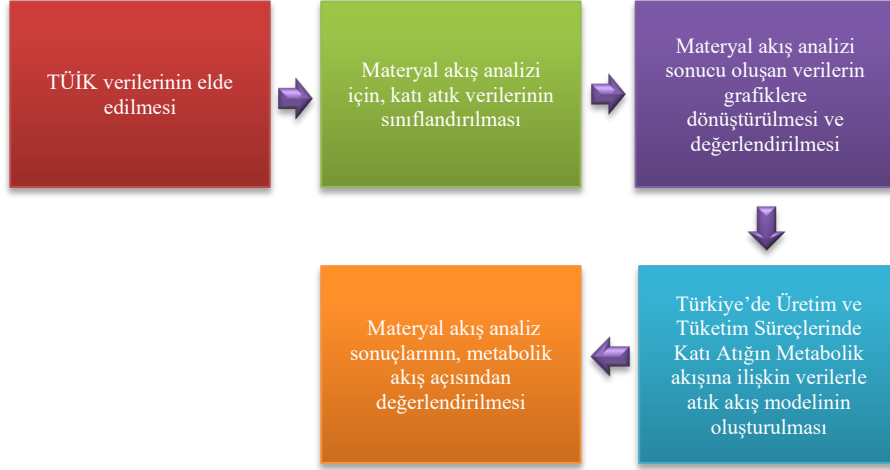 TÜİK verilerinin elde
edilmesi
Materyal akış analizi
için, katı atık verilerinin
sınıflandırılması
Materyal akış analizi
sonucu oluşan verilerin
grafiklere
dönüştürülmesi ve
değerlendirilmesi
Türkiye’de Üretim ve
Tüketim Süreçlerinde
Katı Atığın Metabolik
akışına ilişkin verilerle
atık akış modelinin
oluşturulması
Materyal akış analiz
sonuçlarının, metabolik
akış açısından
değerlendirilmesi